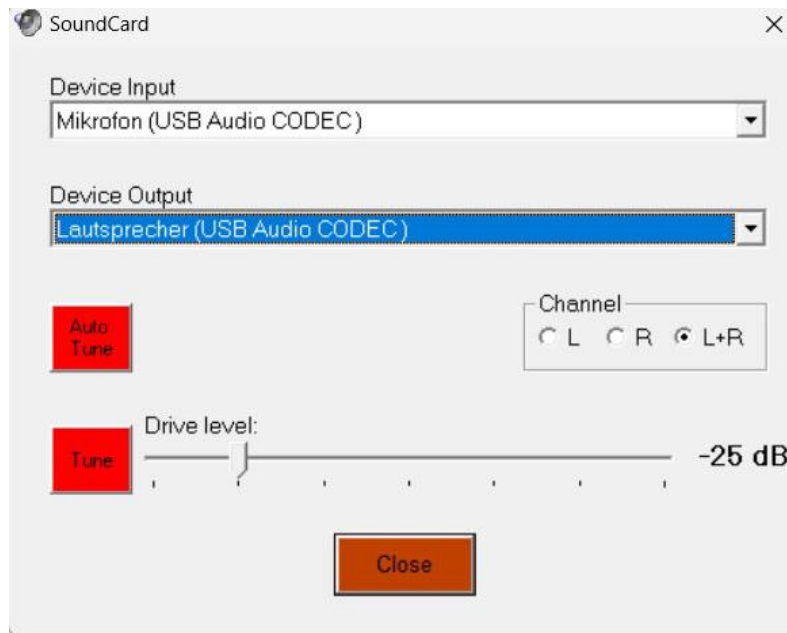 SoundCard
Device Input
Mikrofon (USB Audio CODEC )
Device Output
Lautsprecher (USB Audio CODEC )
Auto
Tune
Channel
L R L+R
Drive level:
Tune
-25 dB
Close